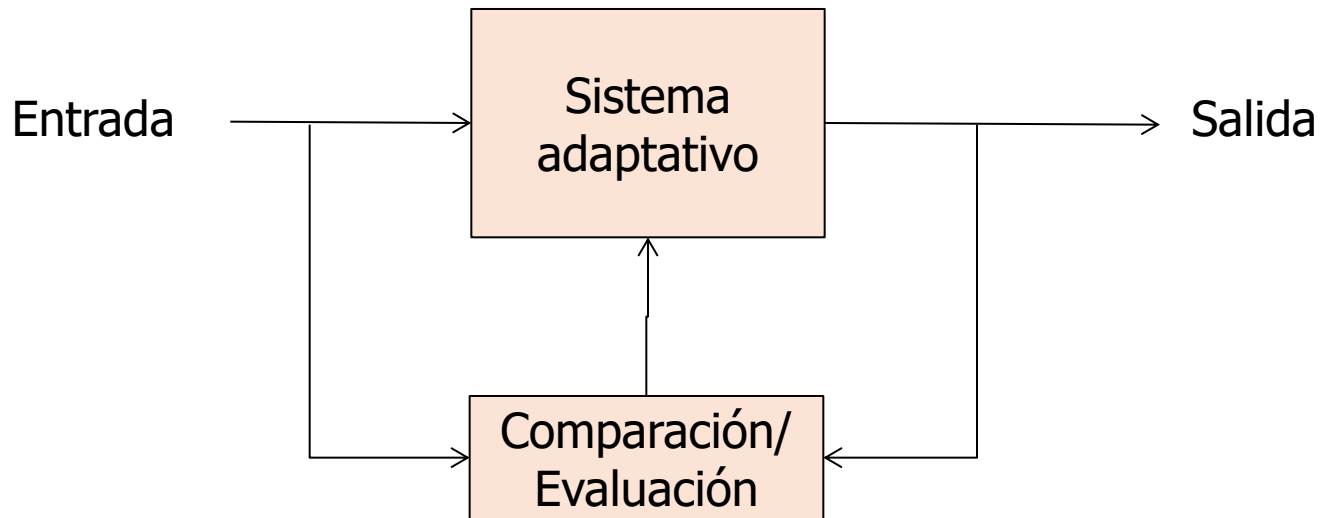 Entrada
Sistema
adaptativo
Salida
Comparación/
Evaluación